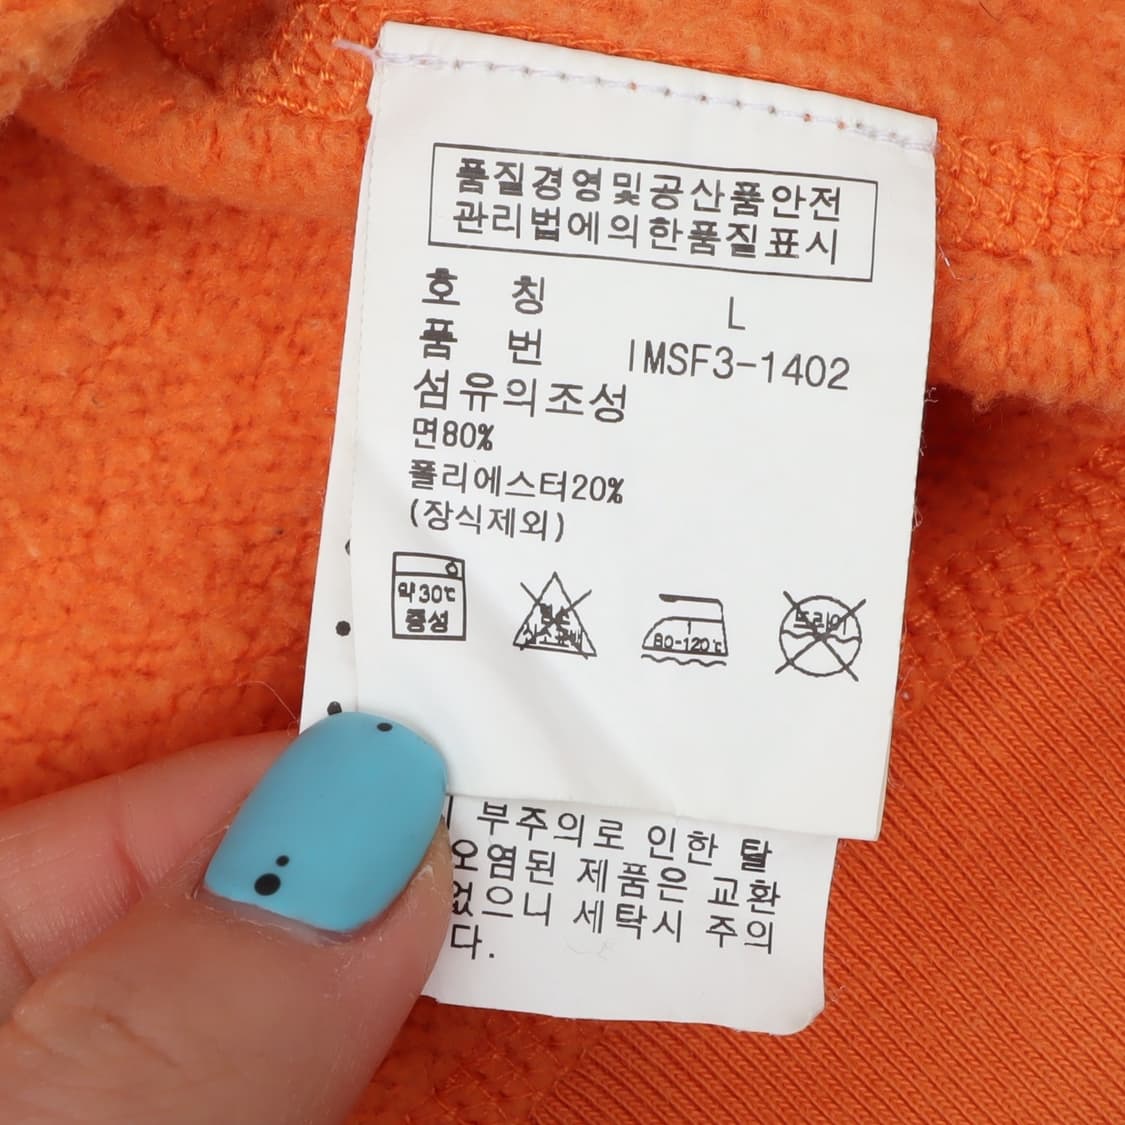 품질경영및공산품안전
관리법에의한품질표시
호 칭 L
품 번 IMSF3-1402
섬유의조성
면80%
폴리에스터20%
(장식제외)
약30℃
중성
80-120℃
드라이
부주의로 인한 탈
오염된 제품은 교환
없으니 세탁시 주의
다.